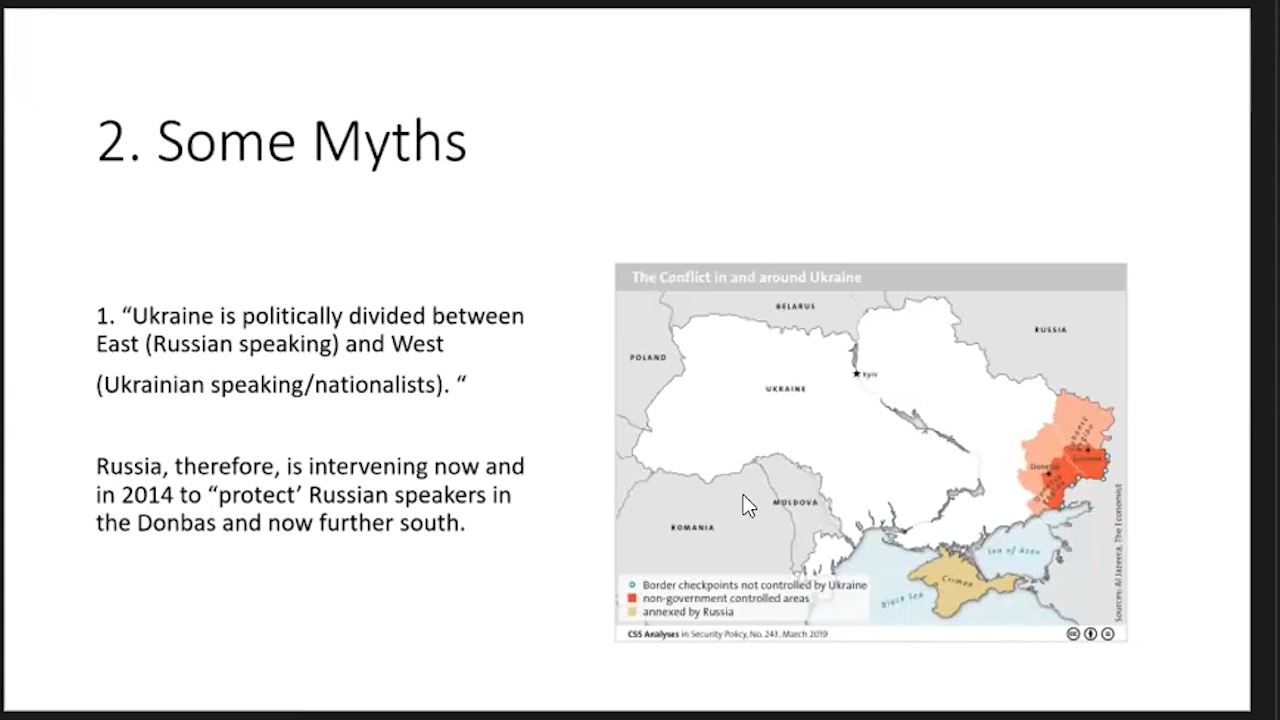 2. Some Myths
1. “Ukraine is politically divided between
East (Russian speaking) and West
(Ukrainian speaking/nationalists). “
Russia, therefore, is intervening now and
in 2014 to “protect’ Russian speakers in
the Donbas and now further south.
The Conflict in and around Ukraine
BELARUS
RUSSIA
POLAND
Kyiv
UKRAINE
MOLDOVA
ROMANIA
Sea of Azov
Crimea
Black Sea
Border checkpoints not controlled by Ukraine
non-government controlled areas
annexed by Russia
Sources: Al Jazeera, The Economist
CSS Analyses in Security Policy, No. 243, March 2019